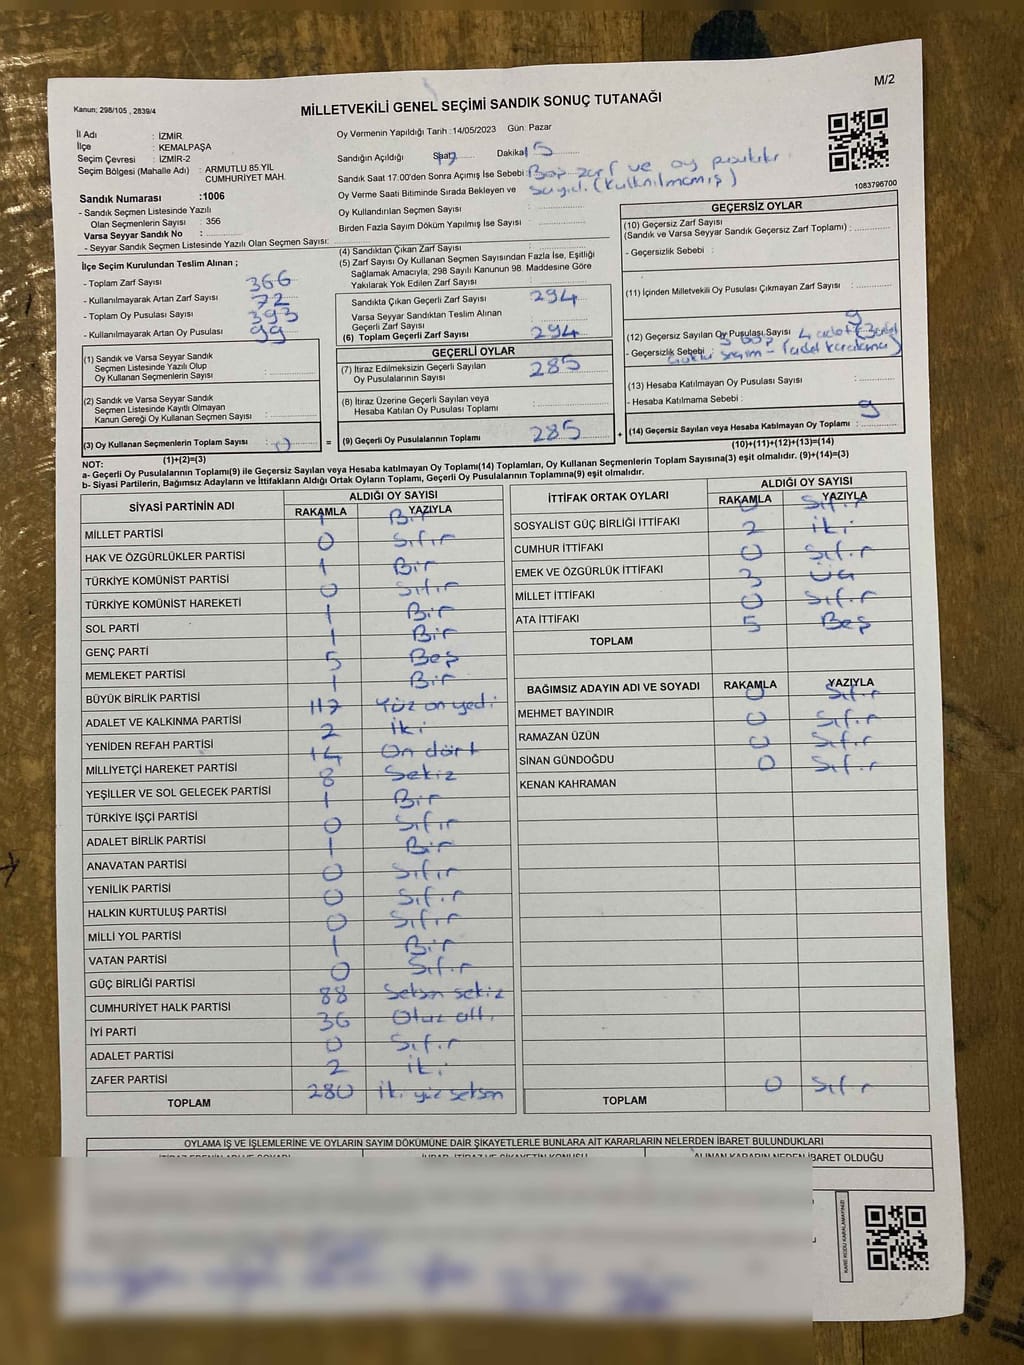 M/2
Kanun; 298/105 , 2839/4
MİLLETVEKİLİ GENEL SEÇİMİ SANDIK SONUÇ TUTANAĞI
İl Adı : İZMİR
İlçe : KEMALPAŞA
Seçim Çevresi : İZMİR-2
Seçim Bölgesi (Mahalle Adı) : ARMUTLU 85.YIL
CUMHURİYET MAH.
Sandık Numarası :1006
- Sandık Seçmen Listesinde Yazılı
Olan Seçmenlerin Sayısı : 356
Varsa Seyyar Sandık No :
- Seyyar Sandık Seçmen Listesinde Yazılı Olan Seçmen Sayısı:
Oy Vermenin Yapıldığı Tarih :14/05/2023 Gün: Pazar
Sandığın Açıldığı Saat Dakika 15
Sandık Saat 17.00'den Sonra Açımış İse Sebebi : Boş zarf ve oy pusulası
Oy Verme Saati Bitiminde Sırada Bekleyen ve sayıldı. (kullanılmamış)
Oy Kullandırılan Seçmen Sayısı :
Birden Fazla Sayım Dökümü Yapılmış İse Sayısı :
1083796700
İlçe Seçim Kurulundan Teslim Alınan ;
- Toplam Zarf Sayısı 366
- Kullanılmayarak Artan Zarf Sayısı 72
- Toplam Oy Pusulası Sayısı 393
- Kullanılmayarak Artan Oy Pusulası 99
(1) Sandık ve Varsa Seyyar Sandık
Seçmen Listesinde Yazılı Olup
Oy Kullanan Seçmenlerin Sayısı :
(2) Sandık ve Varsa Seyyar Sandık
Seçmen Listesinde Kayıtlı Olmayan
Kanun Gereği Oy Kullanan Seçmen Sayısı :
(3) Oy Kullanan Seçmenlerin Toplam Sayısı :
(1)+(2)=(3)
(4) Sandıktan Çıkan Zarf Sayısı :
(5) Zarf Sayısı Oy Kullanan Seçmen Sayısından Fazla İse, Eşitliği
Sağlamak Amacıyla; 298 Sayılı Kanunun 98. Maddesine Göre
Yakılarak Yok Edilen Zarf Sayısı :
Sandıkta Çıkan Geçerli Zarf Sayısı 294
Varsa Seyyar Sandıktan Teslim Alınan
Geçerli Zarf Sayısı
(6) Toplam Geçerli Zarf Sayısı : 294
GEÇERLİ OYLAR
(7) İtiraz Edilmeksizin Geçerli Sayılan
Oy Pusulalarının Sayısı : 285
(8) İtiraz Üzerine Geçerli Sayılan veya
Hesaba Katılan Oy Pusulası Toplamı :
= (9) Geçerli Oy Pusulalarının Toplamı : 285 +
GEÇERSİZ OYLAR
(10) Geçersiz Zarf Sayısı
(Sandık ve Varsa Seyyar Sandık Geçersiz Zarf Toplamı) :
- Geçersizlik Sebebi :
(11) İçinden Milletvekili Oy Pusulası Çıkmayan Zarf Sayısı :
(12) Geçersiz Sayılan Oy Pusulası Sayısı : 9
- Geçersizlik Sebebi :
(13) Hesaba Katılmayan Oy Pusulası Sayısı :
- Hesaba Katılmama Sebebi :
(14) Geçersiz Sayılan veya Hesaba Katılmayan Oy Toplamı : 9
(10)+(11)+(12)+(13)=(14)
NOT:
a- Geçerli Oy Pusulalarının Toplamı(9) ile Geçersiz Sayılan veya Hesaba katılmayan Oy Toplamı(14) Toplamları, Oy Kullanan Seçmenlerin Toplam Sayısına(3) eşit olmalıdır. (9)+(14)=(3)
b- Siyasi Partilerin, Bağımsız Adayların ve İttifakların Aldığı Ortak Oyların Toplamı, Geçerli Oy Pusulalarının Toplamına(9) eşit olmalıdır.
SİYASİ PARTİNİN ADI ALDIĞI OY SAYISI
RAKAMLA YAZIYLA
MİLLET PARTİSİ 1 Bir
HAK VE ÖZGÜRLÜKLER PARTİSİ 0 Sıfır
TÜRKİYE KOMÜNİST PARTİSİ 1 Bir
TÜRKİYE KOMÜNİST HAREKETİ 0 Sıfır
SOL PARTİ 1 Bir
GENÇ PARTİ 1 Bir
MEMLEKET PARTİSİ 5 Beş
BÜYÜK BİRLİK PARTİSİ 1 Bir
ADALET VE KALKINMA PARTİSİ 117 Yüz on yedi
YENİDEN REFAH PARTİSİ 2 İki
MİLLİYETÇİ HAREKET PARTİSİ 14 On dört
YEŞİLLER VE SOL GELECEK PARTİSİ 8 Sekiz
TÜRKİYE İŞÇİ PARTİSİ 1 Bir
ADALET BİRLİK PARTİSİ 0 Sıfır
ANAVATAN PARTİSİ 1 Bir
YENİLİK PARTİSİ 0 Sıfır
HALKIN KURTULUŞ PARTİSİ 0 Sıfır
MİLLİ YOL PARTİSİ 0 Sıfır
VATAN PARTİSİ 1 Bir
GÜÇ BİRLİĞİ PARTİSİ 0 Sıfır
CUMHURİYET HALK PARTİSİ 88 Seksen sekiz
İYİ PARTİ 36 Otuz altı
ADALET PARTİSİ 0 Sıfır
ZAFER PARTİSİ 2 İki
TOPLAM 280 İki yüz seksen
İTTİFAK ORTAK OYLARI ALDIĞI OY SAYISI
RAKAMLA YAZIYLA
SOSYALİST GÜÇ BİRLİĞİ İTTİFAKI 0 Sıfır
CUMHUR İTTİFAKI 2 İki
EMEK VE ÖZGÜRLÜK İTTİFAKI 0 Sıfır
MİLLET İTTİFAKI 3 Üç
ATA İTTİFAKI 0 Sıfır
TOPLAM 5 Beş
BAĞIMSIZ ADAYIN ADI VE SOYADI RAKAMLA YAZIYLA
MEHMET BAYINDIR 0 Sıfır
RAMAZAN ÜZÜN 0 Sıfır
SİNAN GÜNDOĞDU 0 Sıfır
KENAN KAHRAMAN 0 Sıfır
TOPLAM 0 Sıfır
OYLAMA İŞ VE İŞLEMLERİNE VE OYLARIN SAYIM DÖKÜMÜNE DAİR ŞİKAYETLERLE BUNLARA AİT KARARLARIN NELERDEN İBARET BULUNDUKLARI
ALINAN KARARIN NEDEN İBARET OLDUĞU
KARE KODU KARALAMAYINIZ!